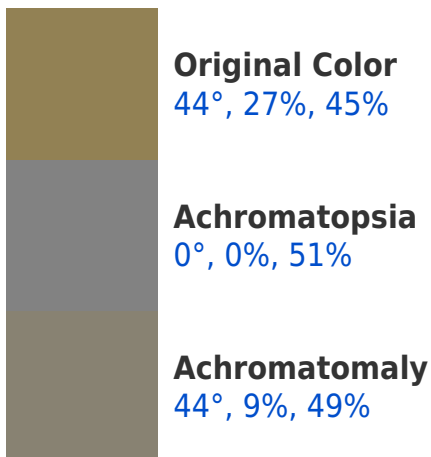 Original Color
44°, 27%, 45%
Achromatopsia
0°, 0%, 51%
Achromatomaly
44°, 9%, 49%